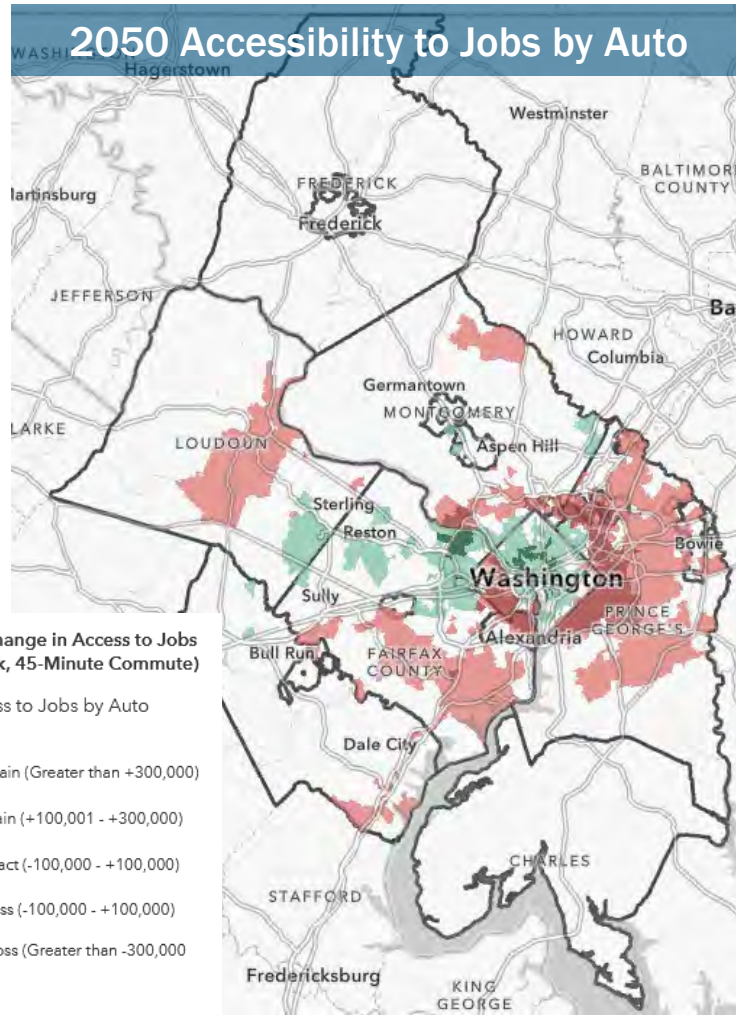 2050 Accessibility to Jobs by Auto
WASHINGTON
Hagerstown
Westminster
BALTIMORE
COUNTY
FREDERICK
Frederick
artinsburg
JEFFERSON
Ba
HOWARD
Columbia
Germantown
MONTGOMERY
LARKE
LOUDOUN
Aspen Hill
Sterling
Reston
Bowie
Washington
Sully
PRINCE
GEORGE'S
Alexandria
hange in Access to Jobs
k, 45-Minute Commute)
Bull Run
FAIRFAX
COUNTY
ss to Jobs by Auto
Dale City
ain (Greater than +300,000)
ain (+100,001 - +300,000)
act (-100,000 - +100,000)
CHARLES
STAFFORD
ss (-100,000 - +100,000)
oss (Greater than -300,000
Fredericksburg
KING
GEORGE